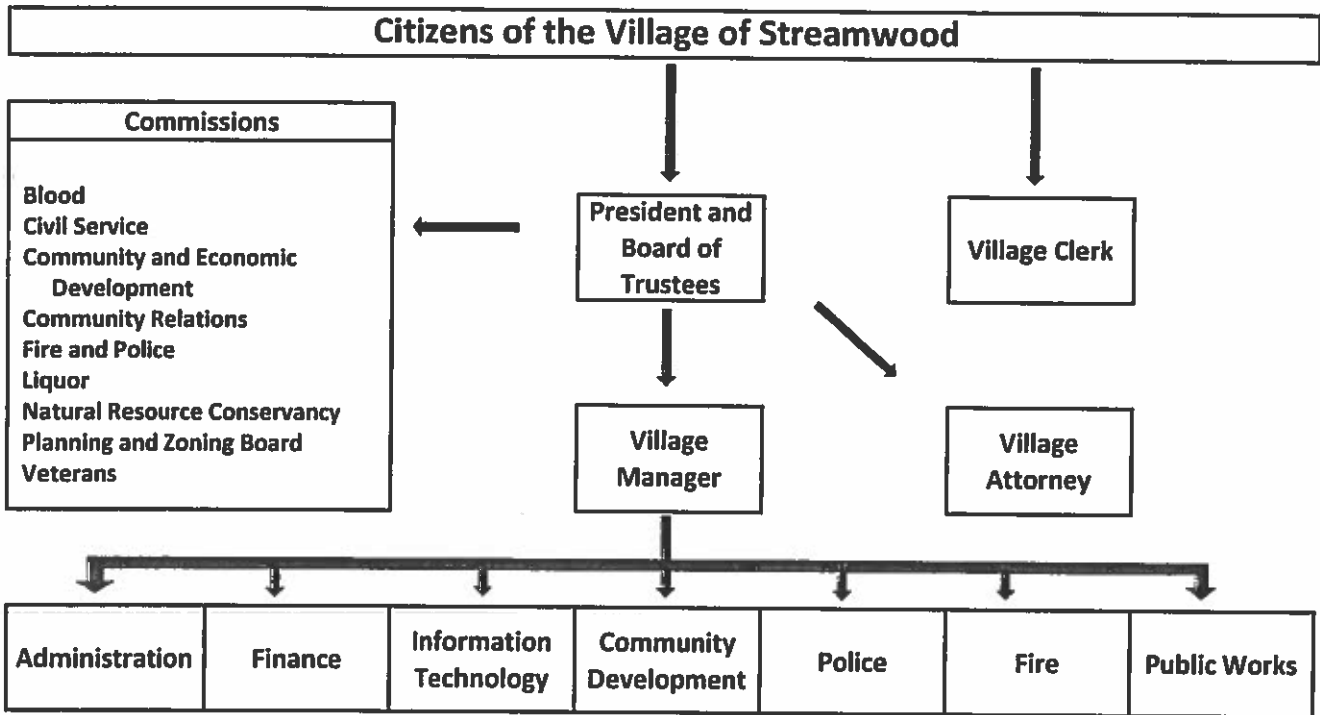 Citizens of the Village of Streamwood
Commissions
Blood
Civil Service
Community and Economic
Development
Community Relations
Fire and Police
Liquor
Natural Resource Conservancy
Planning and Zoning Board
Veterans
President and
Board of
Trustees
Village Clerk
Village
Manager
Village
Attorney
Administration
Finance
Information
Technology
Community
Development
Police
Fire
Public Works